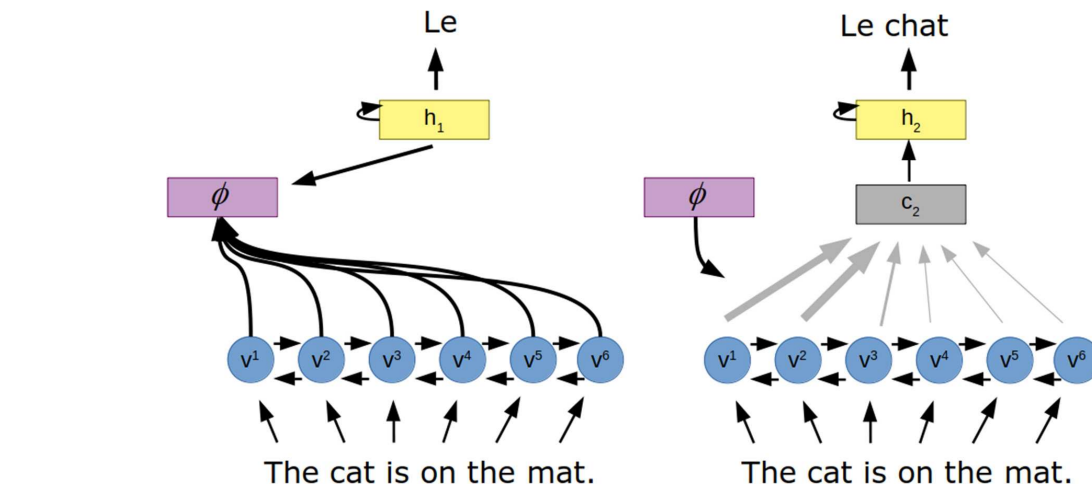 Le
h₁
ϕ
v¹ v² v³ v⁴ v⁵ v⁶
The cat is on the mat.
Le chat
h₂
ϕ
c₂
v¹ v² v³ v⁴ v⁵ v⁶
The cat is on the mat.